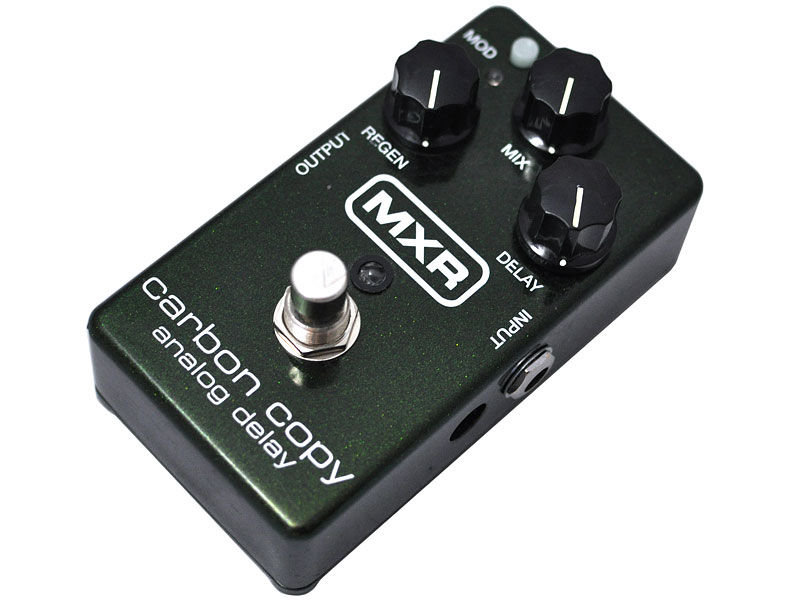 MOD
REGEN
MIX
OUTPUT
MXR
DELAY
INPUT
carbon copy
analog delay